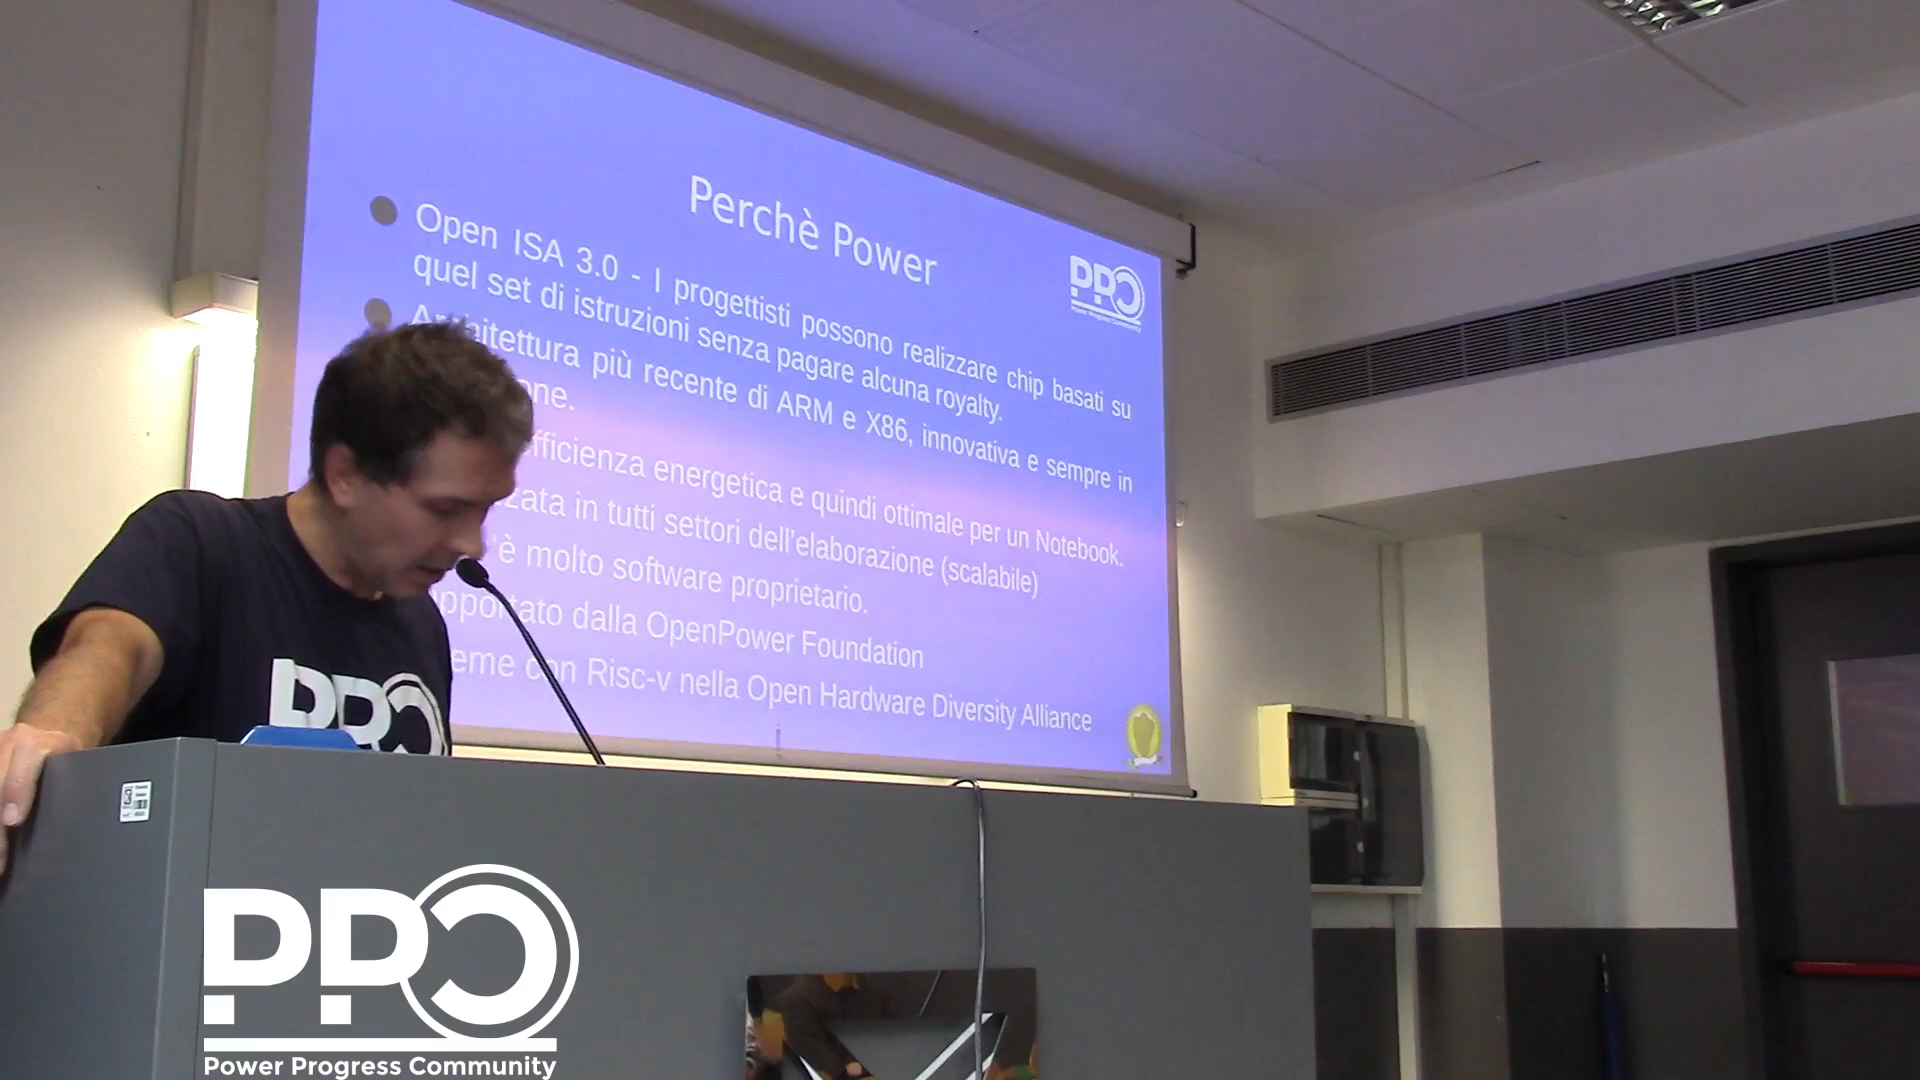 Perchè Power
PPC
Power Progress Community
Open ISA 3.0 - I progettisti possono realizzare chip basati su
quel set di istruzioni senza pagare alcuna royalty.
Architettura più recente di ARM e X86, innovativa e sempre in
one.
efficienza energetica e quindi ottimale per un Notebook.
zata in tutti settori dell'elaborazione (scalabile)
'è molto software proprietario.
pportato dalla OpenPower Foundation
eme con Risc-v nella Open Hardware Diversity Alliance
PPC
PPC
Power Progress Community